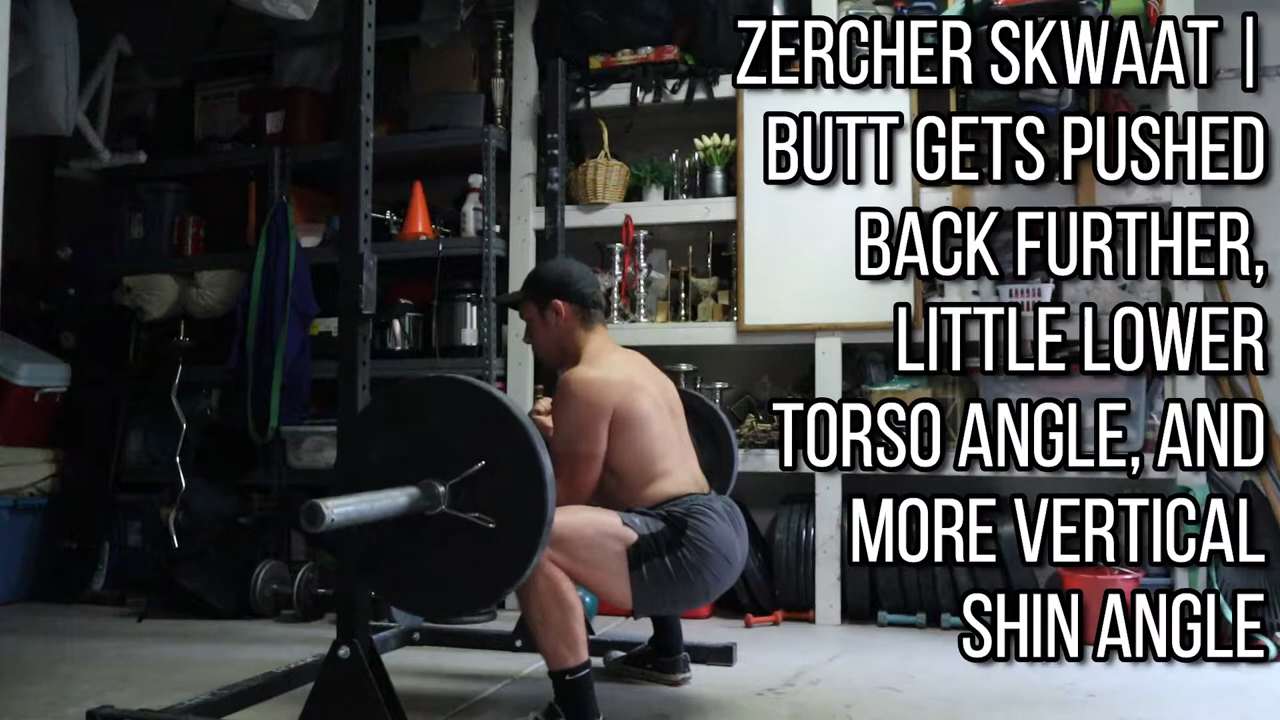 ZERCHER SKWAAT |
BUTT GETS PUSHED
BACK FURTHER,
LITTLE LOWER
TORSO ANGLE, AND
MORE VERTICAL
SHIN ANGLE